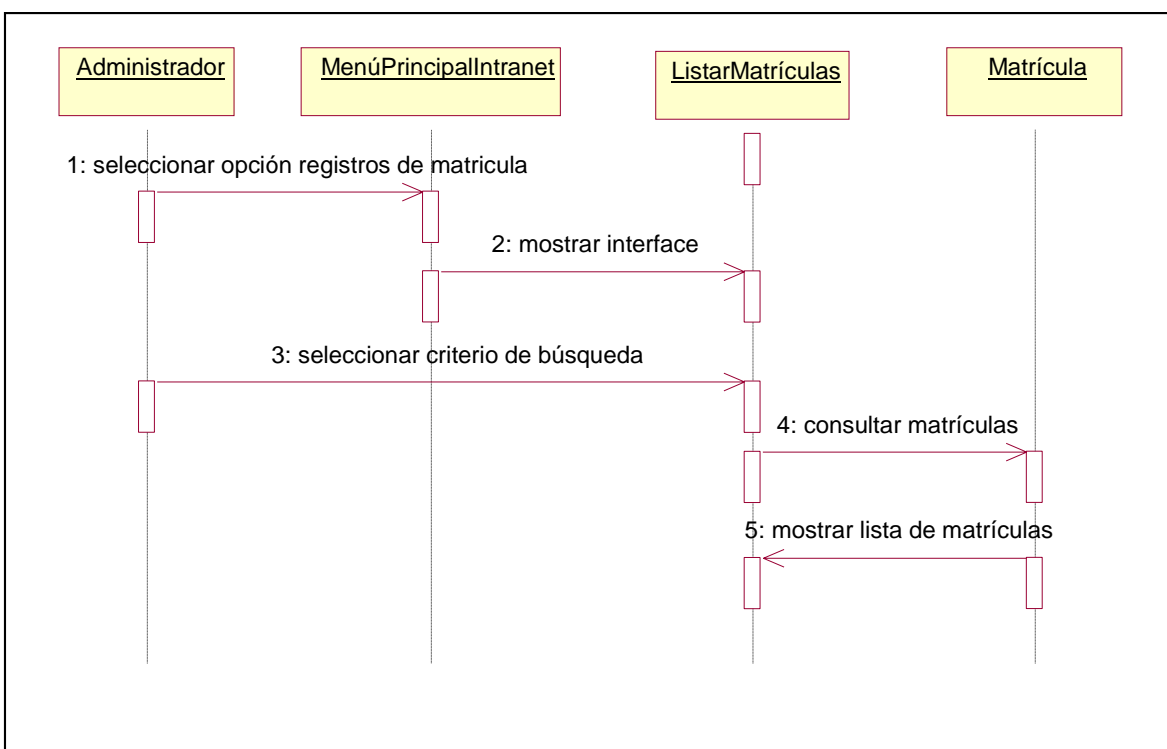 Administrador
MenúPrincipalIntranet
ListarMatrículas
Matrícula
1: seleccionar opción registros de matricula
2: mostrar interface
3: seleccionar criterio de búsqueda
4: consultar matrículas
5: mostrar lista de matrículas